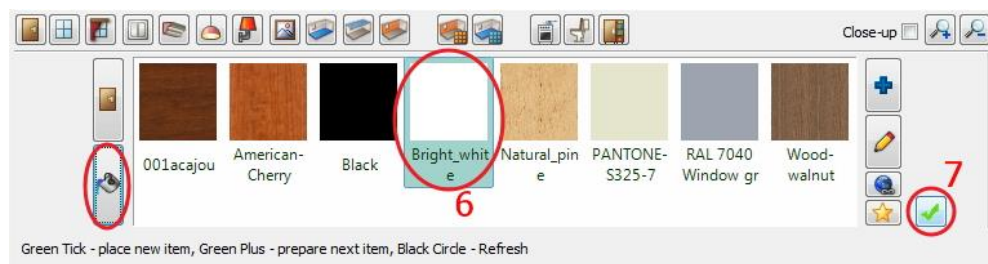 Close-up
001acajou
American-
Cherry
Black
Bright_whit
e
Natural_pin
e
PANTONE-
S325-7
RAL 7040
Window gr
Wood-
walnut
6
7
Green Tick - place new item, Green Plus - prepare next item, Black Circle - Refresh